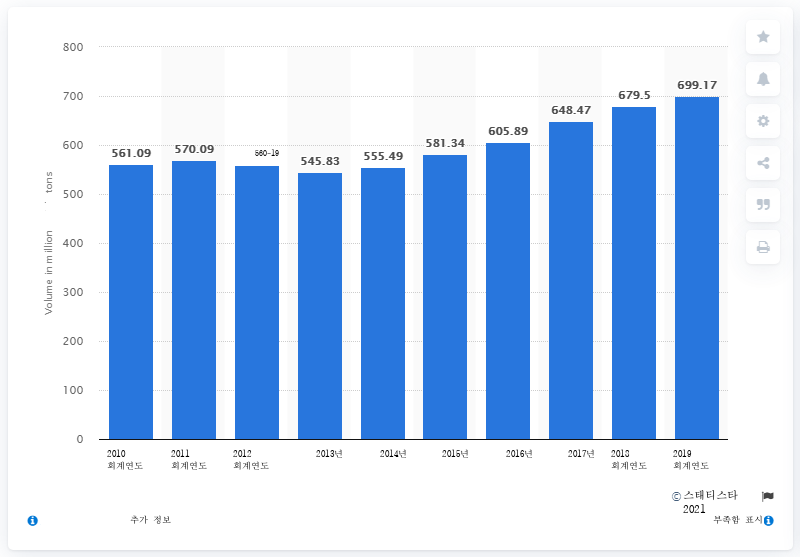 800
700
600
500
400
300
200
100
0
Volume in million tons
561.09
570.09
560-19
545.83
555.49
581.34
605.89
648.47
679.5
699.17
2010 회계연도
2011 회계연도
2012 회계연도
2013년
2014년
2015년
2016년
2017년
2018 회계연도
2019 회계연도
© 스태티스타 2021
추가 정보
부족함 표시